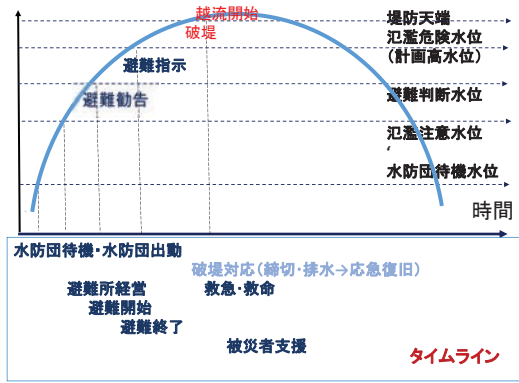 越流開始
破堤
堤防天端
氾濫危険水位
(計画高水位)
避難指示
避難勧告
避難判断水位
氾濫注意水位
水防団待機水位
時間
水防団待機・水防団出動
破堤対応(締切・排水→応急復旧)
避難所経営
救急・救命
避難開始
避難終了
被災者支援
タイムライン